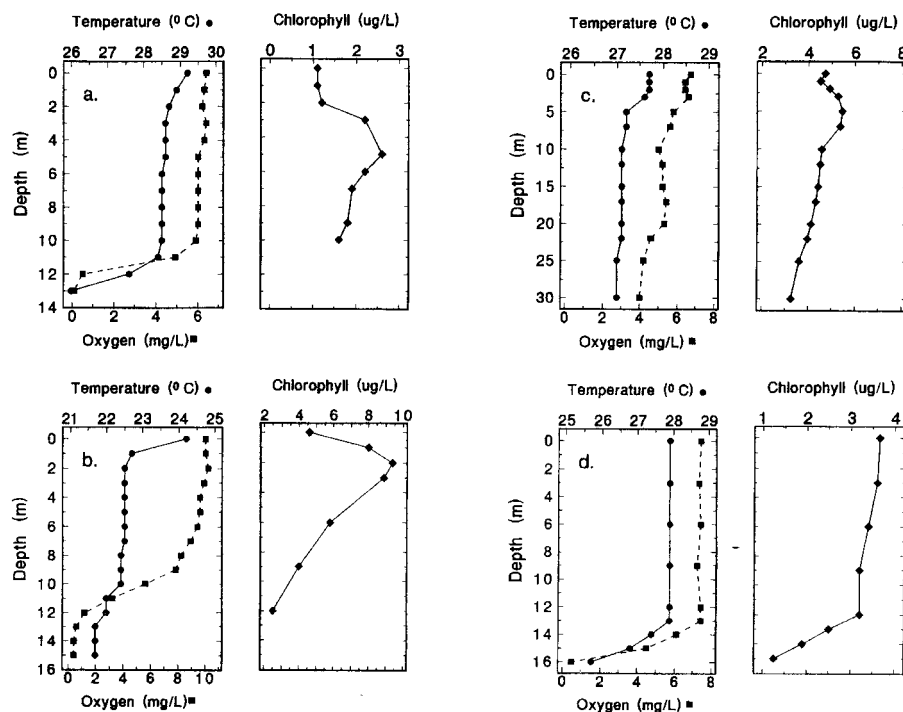 Temperature (⁰ C) ●
26 27 28 29 30
a.
Depth (m)
0
2
4
6
8
10
12
14
0 2 4 6
Oxygen (mg/L)■
Chlorophyll (ug/L)
0 1 2 3
Temperature (⁰ C) ●
26 27 28 29
c.
Depth (m)
0
5
10
15
20
25
30
0 2 4 6 8
Oxygen (mg/L)■
Chlorophyll (ug/L)
2 4 6 8
Temperature (⁰ C) ●
21 22 23 24 25
b.
Depth (m)
0
2
4
6
8
10
12
14
16
0 2 4 6 8 10
Oxygen (mg/L)■
Chlorophyll (ug/L)
2 4 6 8 10
Temperature (⁰ C) ●
25 26 27 28 29
d.
Depth (m)
0
2
4
6
8
10
12
14
16
0 2 4 6 8
Oxygen (mg/L) ■
Chlorophyll (ug/L)
1 2 3 4